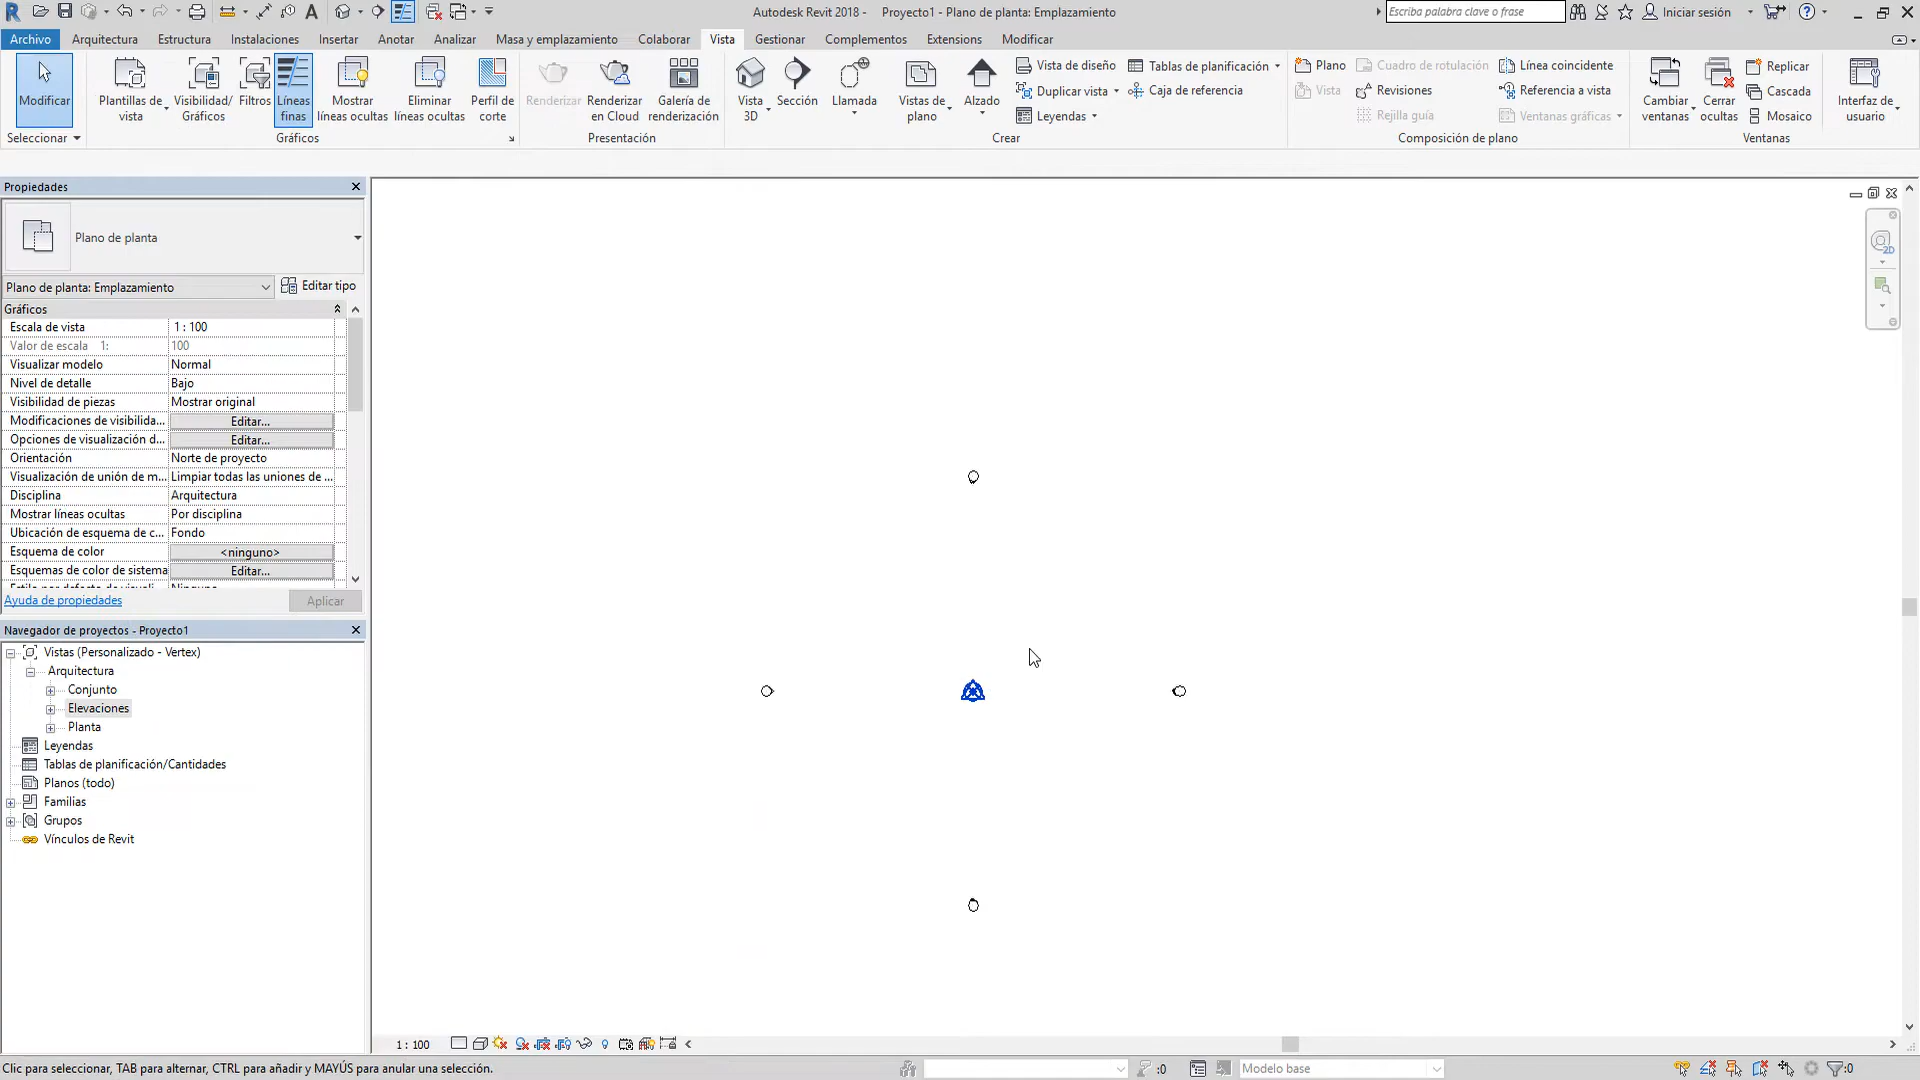 Autodesk Revit 2018 - Proyecto1 - Plano de planta: Emplazamiento
Escriba palabra clave o frase
Iniciar sesión
Archivo Arquitectura Estructura Instalaciones Insertar Anotar Analizar Masa y emplazamiento Colaborar Vista Gestionar Complementos Extensions Modificar
Modificar
Seleccionar
Plantillas de vista
Visibilidad/ Gráficos
Filtros
Líneas finas
Mostrar líneas ocultas
Eliminar líneas ocultas
Perfil de corte
Gráficos
Renderizar
Renderizar en Cloud
Galería de renderización
Presentación
Vista 3D
Sección
Llamada
Vistas de plano
Alzado
Vista de diseño
Duplicar vista
Leyendas
Tablas de planificación
Caja de referencia
Crear
Plano
Vista
Cuadro de rotulación
Revisiones
Rejilla guía
Línea coincidente
Referencia a vista
Ventanas gráficas
Composición de plano
Cambiar ventanas
Cerrar ocultas
Replicar
Cascada
Mosaico
Ventanas
Interfaz de usuario
Propiedades
Plano de planta
Plano de planta: Emplazamiento
Editar tipo
Gráficos
Escala de vista 1 : 100
Valor de escala 1: 100
Visualizar modelo Normal
Nivel de detalle Bajo
Visibilidad de piezas Mostrar original
Modificaciones de visibilida... Editar...
Opciones de visualización d... Editar...
Orientación Norte de proyecto
Visualización de unión de m... Limpiar todas las uniones de ...
Disciplina Arquitectura
Mostrar líneas ocultas Por disciplina
Ubicación de esquema de c... Fondo
Esquema de color <ninguno>
Esquemas de color de sistema Editar...
Ayuda de propiedades
Aplicar
Navegador de proyectos - Proyecto1
Vistas (Personalizado - Vertex)
Arquitectura
Conjunto
Elevaciones
Planta
Leyendas
Tablas de planificación/Cantidades
Planos (todo)
Familias
Grupos
Vínculos de Revit
2D
1 : 100
Clic para seleccionar, TAB para alternar, CTRL para añadir y MAYÚS para anular una selección.
:0
Modelo base
:0